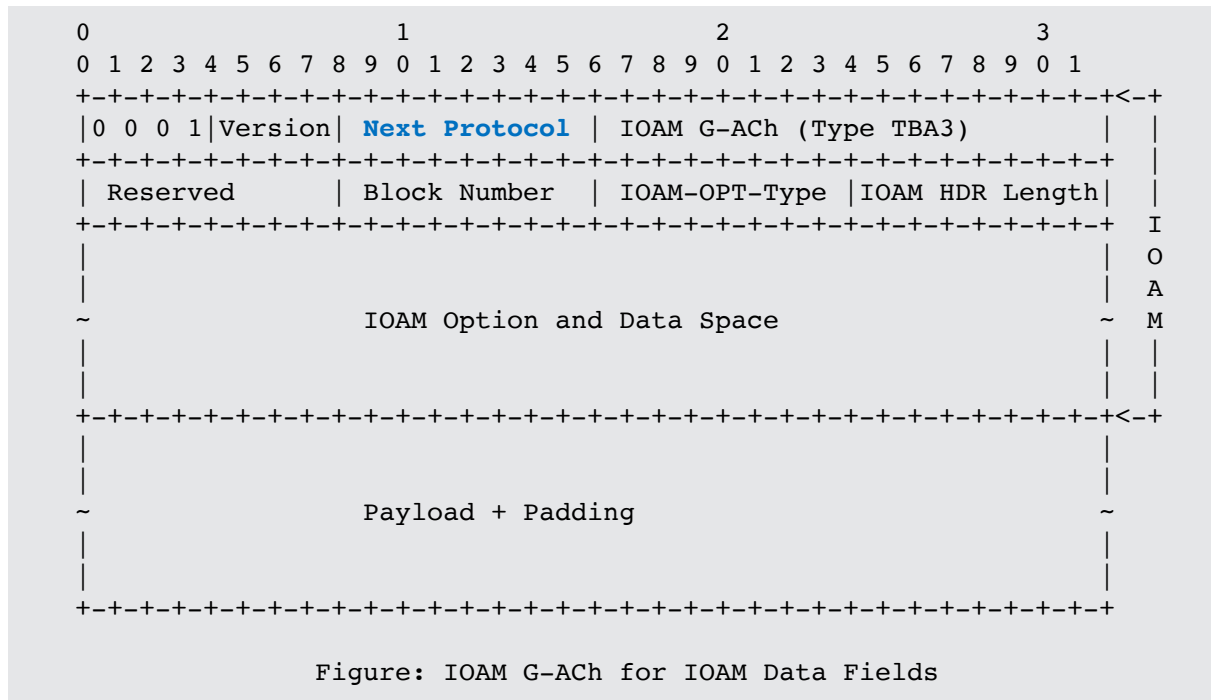 0                   1                   2                   3
0 1 2 3 4 5 6 7 8 9 0 1 2 3 4 5 6 7 8 9 0 1 2 3 4 5 6 7 8 9 0 1
+-+-+-+-+-+-+-+-+-+-+-+-+-+-+-+-+-+-+-+-+-+-+-+-+-+-+-+-+-+-+-+-+<-+
|0 0 0 1|Version| Next Protocol | IOAM G-ACh (Type TBA3)        |  |
+-+-+-+-+-+-+-+-+-+-+-+-+-+-+-+-+-+-+-+-+-+-+-+-+-+-+-+-+-+-+-+-+  |
| Reserved      | Block Number  | IOAM-OPT-Type |IOAM HDR Length|  |
+-+-+-+-+-+-+-+-+-+-+-+-+-+-+-+-+-+-+-+-+-+-+-+-+-+-+-+-+-+-+-+-+  I
|                                                               |  O
|                                                               |  A
~                 IOAM Option and Data Space                    ~  M
|                                                               |  |
|                                                               |  |
+-+-+-+-+-+-+-+-+-+-+-+-+-+-+-+-+-+-+-+-+-+-+-+-+-+-+-+-+-+-+-+-+<-+
|                                                               |
|                                                               |
~                 Payload + Padding                             ~
|                                                               |
|                                                               |
+-+-+-+-+-+-+-+-+-+-+-+-+-+-+-+-+-+-+-+-+-+-+-+-+-+-+-+-+-+-+-+-+
Figure: IOAM G-ACh for IOAM Data Fields